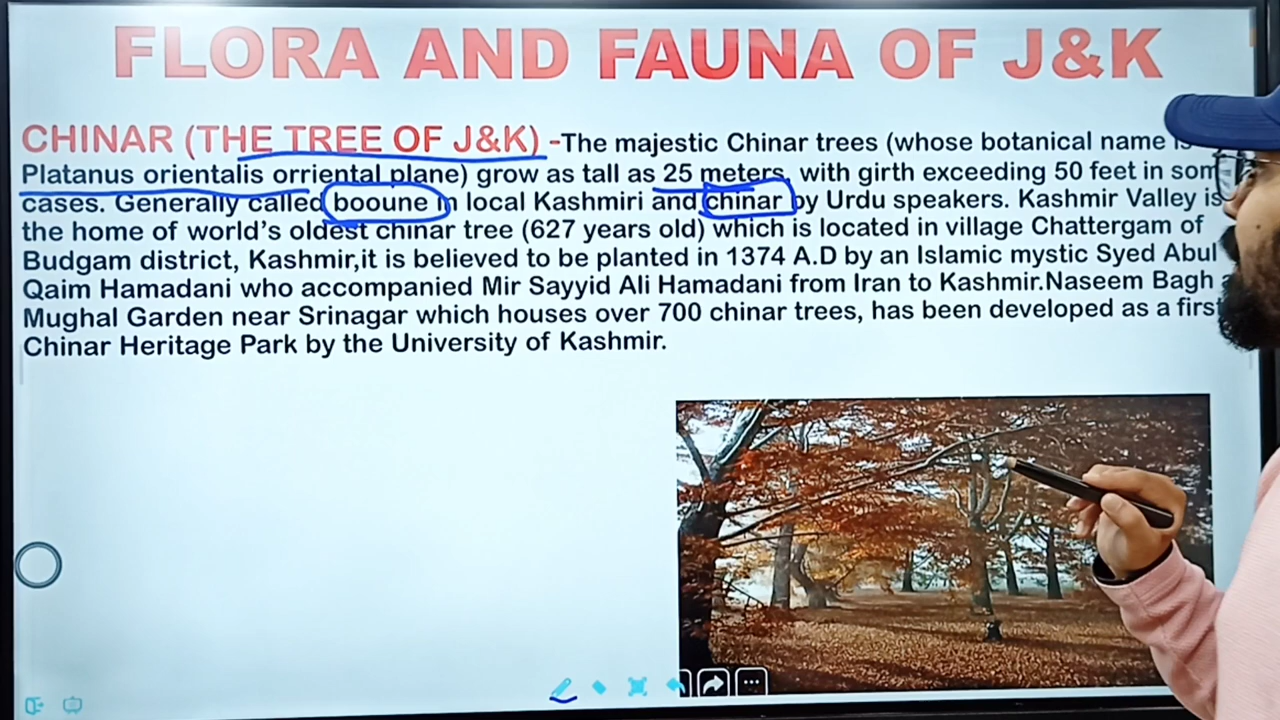 FLORA AND FAUNA OF J&K
CHINAR (THE TREE OF J&K) -The majestic Chinar trees (whose botanical name is
Platanus orientalis orriental plane) grow as tall as 25 meters, with girth exceeding 50 feet in som
cases. Generally called booune in local Kashmiri and chinar by Urdu speakers. Kashmir Valley is
the home of world's oldest chinar tree (627 years old) which is located in village Chattergam of
Budgam district, Kashmir,it is believed to be planted in 1374 A.D by an Islamic mystic Syed Abul
Qaim Hamadani who accompanied Mir Sayyid Ali Hamadani from Iran to Kashmir.Naseem Bagh a
Mughal Garden near Srinagar which houses over 700 chinar trees, has been developed as a first
Chinar Heritage Park by the University of Kashmir.